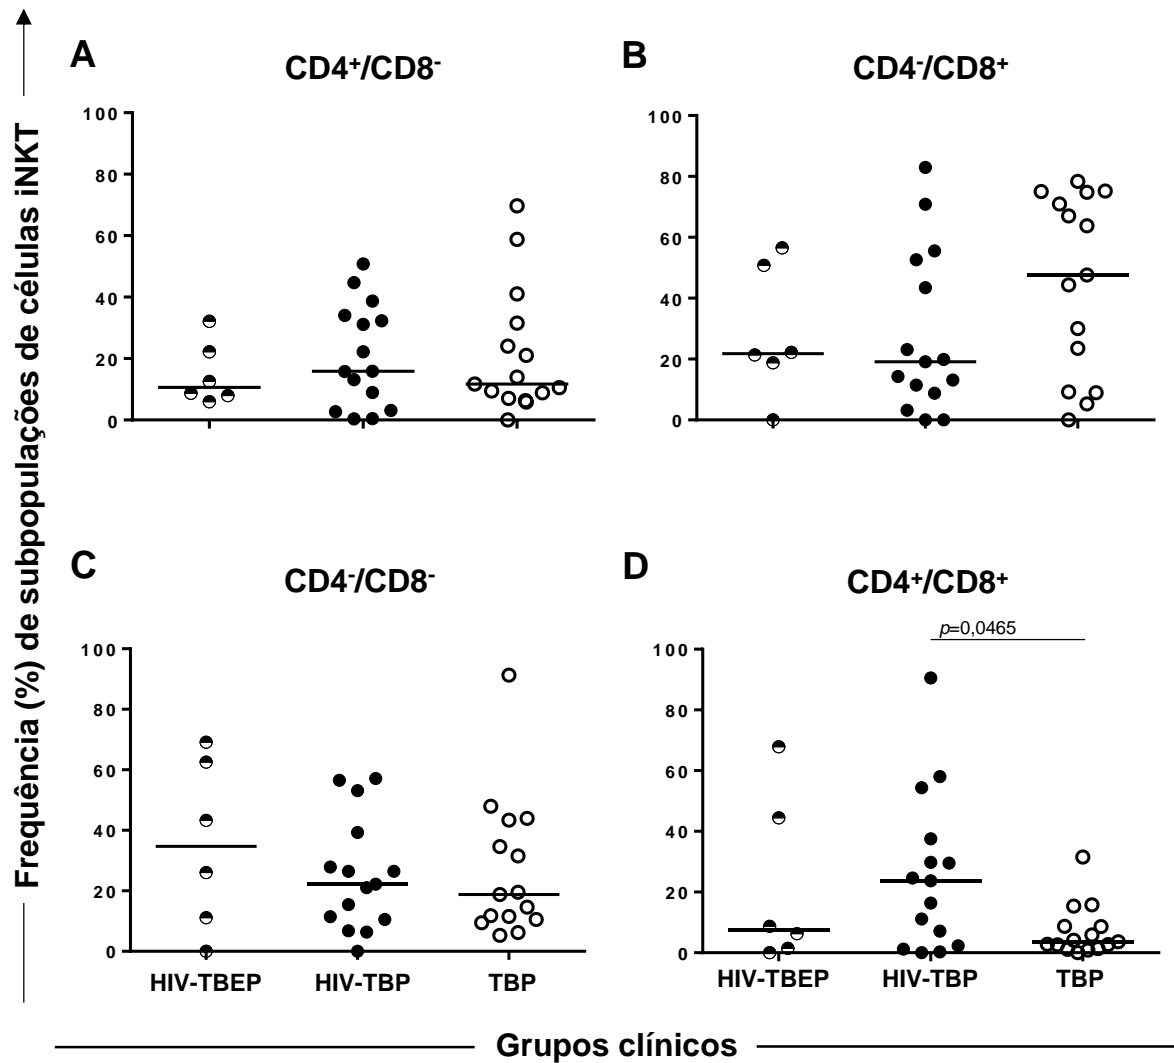 Frequência (%) de subpopulações de células iNKT
A
CD4⁺/CD8⁻
100
80
60
40
20
0
B
CD4⁻/CD8⁺
100
80
60
40
20
0
C
CD4⁻/CD8⁻
100
80
60
40
20
0
HIV-TBEP
HIV-TBP
TBP
D
CD4⁺/CD8⁺
p=0,0465
100
80
60
40
20
0
HIV-TBEP
HIV-TBP
TBP
Grupos clínicos